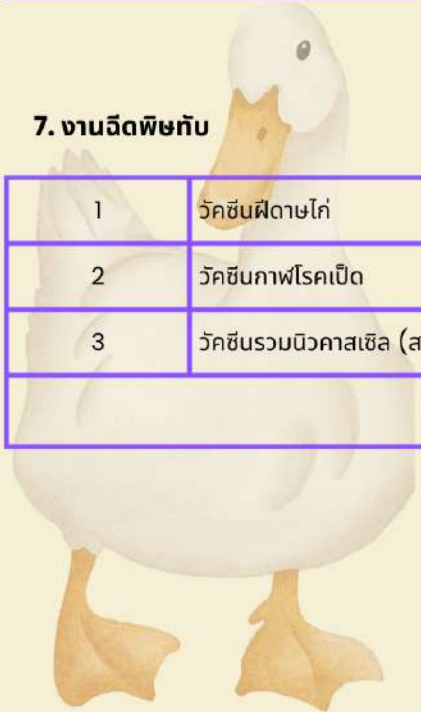 7. งานฉีดพิษทับ
1 วัคซีนฝีดาษไก่
2 วัคซีนกาฬโรคเป็ด
3 วัคซีนรวมนิวคาสเซิล (ส